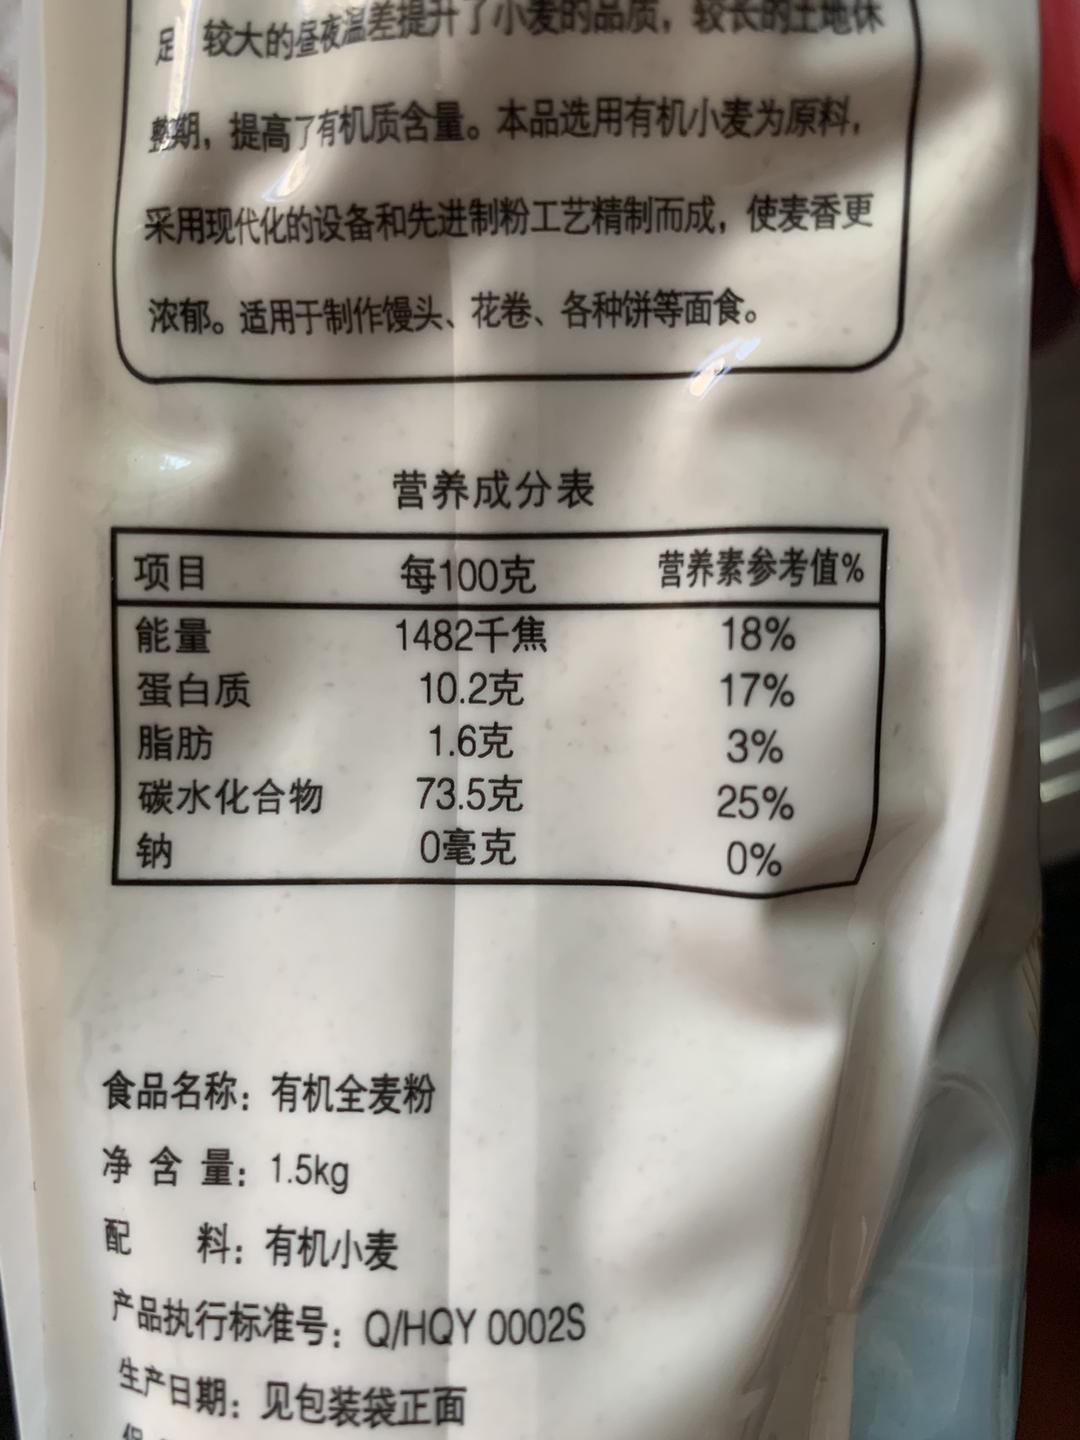 足，较大的昼夜温差提升了小麦的品质，较长的土地休
整期，提高了有机质含量。本品选用有机小麦为原料，
采用现代化的设备和先进制粉工艺精制而成，使麦香更
浓郁。适用于制作馒头、花卷、各种饼等面食。
营养成分表
项目 每100克 营养素参考值%
能量 1482千焦 18%
蛋白质 10.2克 17%
脂肪 1.6克 3%
碳水化合物 73.5克 25%
钠 0毫克 0%
食品名称：有机全麦粉
净含量：1.5kg
配料：有机小麦
产品执行标准号：Q/HQY 0002S
生产日期：见包装袋正面